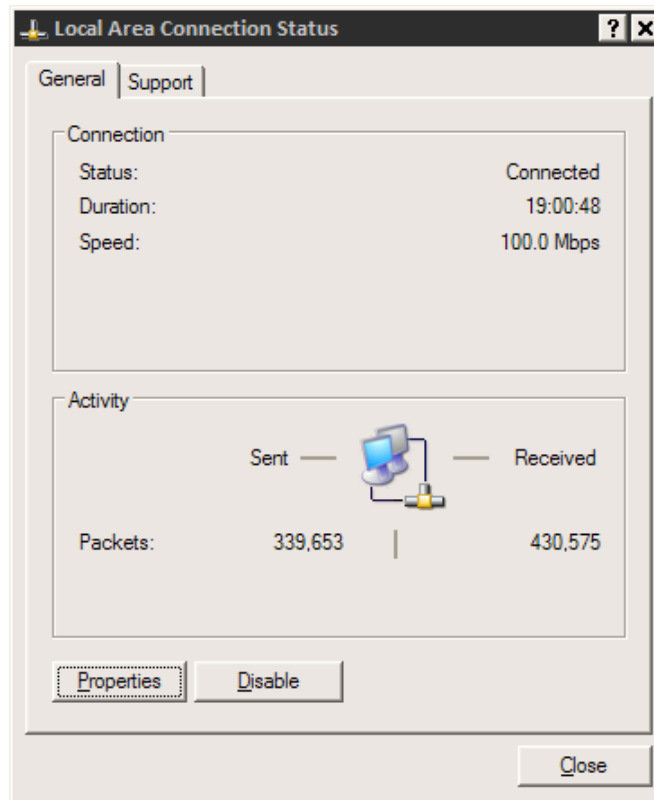 Local Area Connection Status ? X
General Support
Connection
Status: Connected
Duration: 19:00:48
Speed: 100.0 Mbps
Activity
Sent Received
Packets: 339,653 430,575
Properties Disable
Close